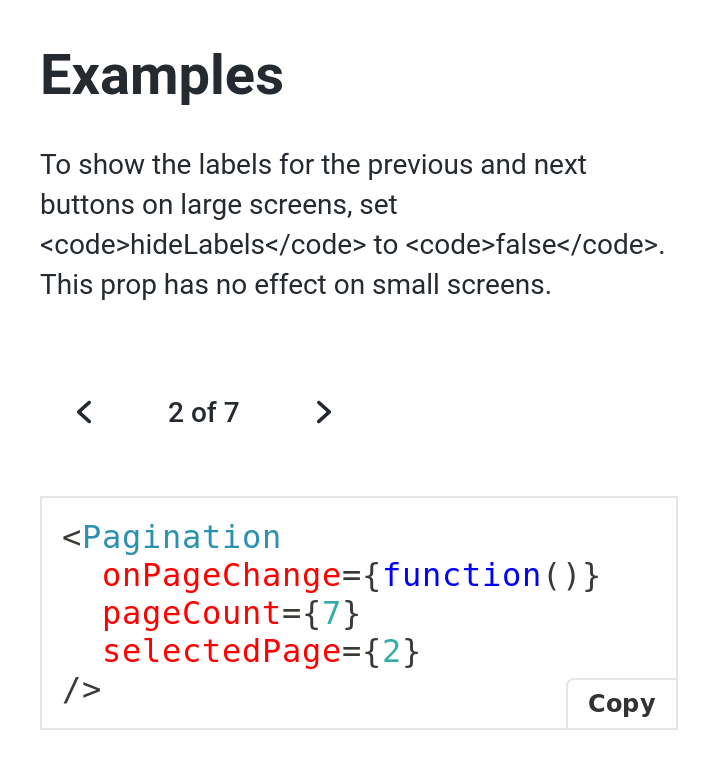 Examples
To show the labels for the previous and next
buttons on large screens, set
<code>hideLabels</code> to <code>false</code>.
This prop has no effect on small screens.
2 of 7
<Pagination
  onPageChange={function()}
  pageCount={7}
  selectedPage={2}
/>
Copy